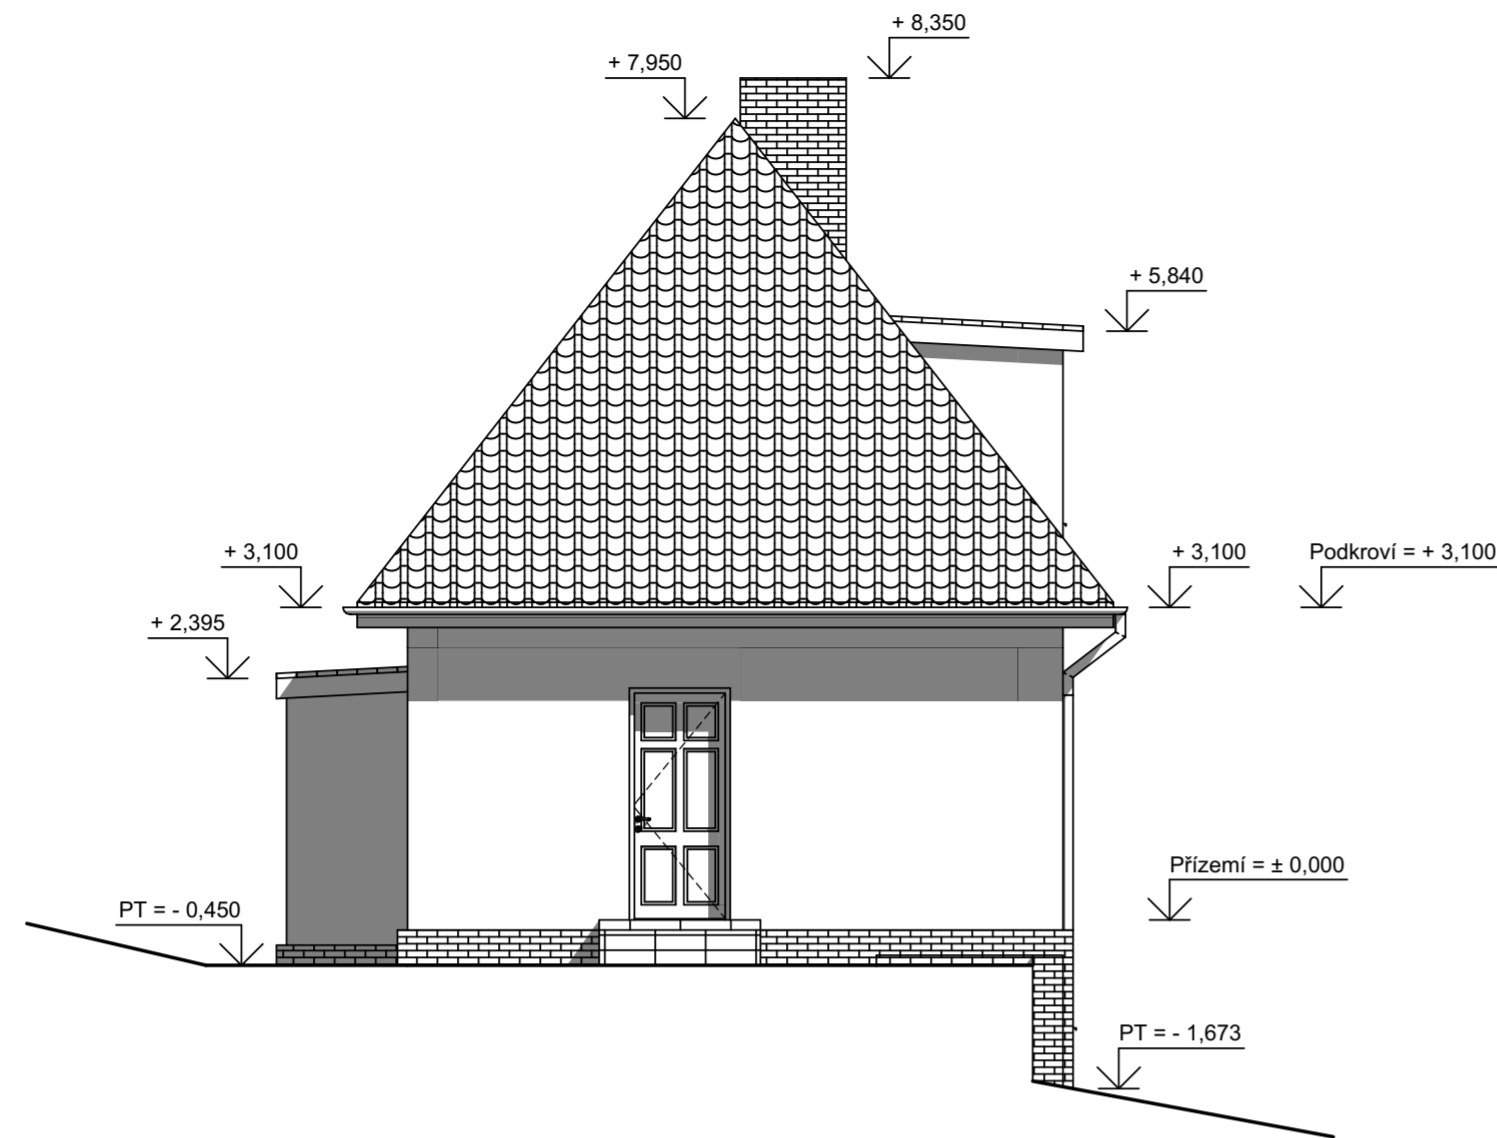 + 8,350
+ 7,950
+ 5,840
+ 3,100
+ 3,100
Podkroví = + 3,100
+ 2,395
Přízemí = ± 0,000
PT = - 0,450
PT = - 1,673